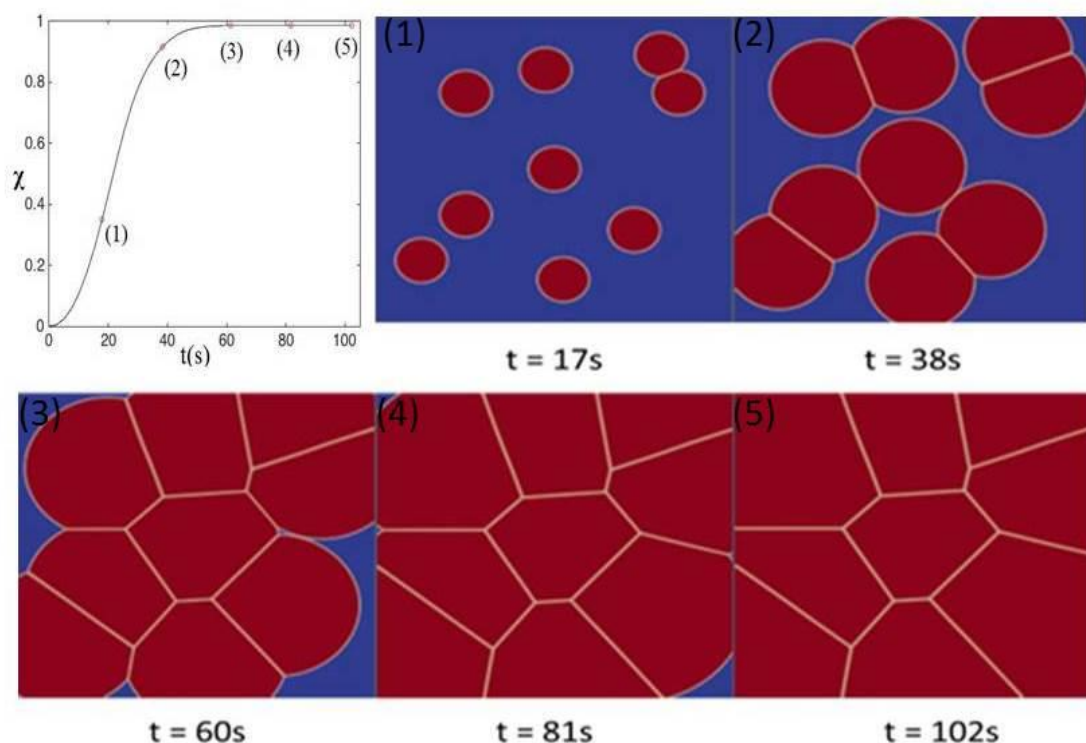 1
0.8
0.6
0.4
0.2
0
χ
0 20 40 60 80 100
t(s)
(1)
(2)
(3)
(4)
(5)
(1)
(2)
t = 17s
t = 38s
(3)
(4)
(5)
t = 60s
t = 81s
t = 102s